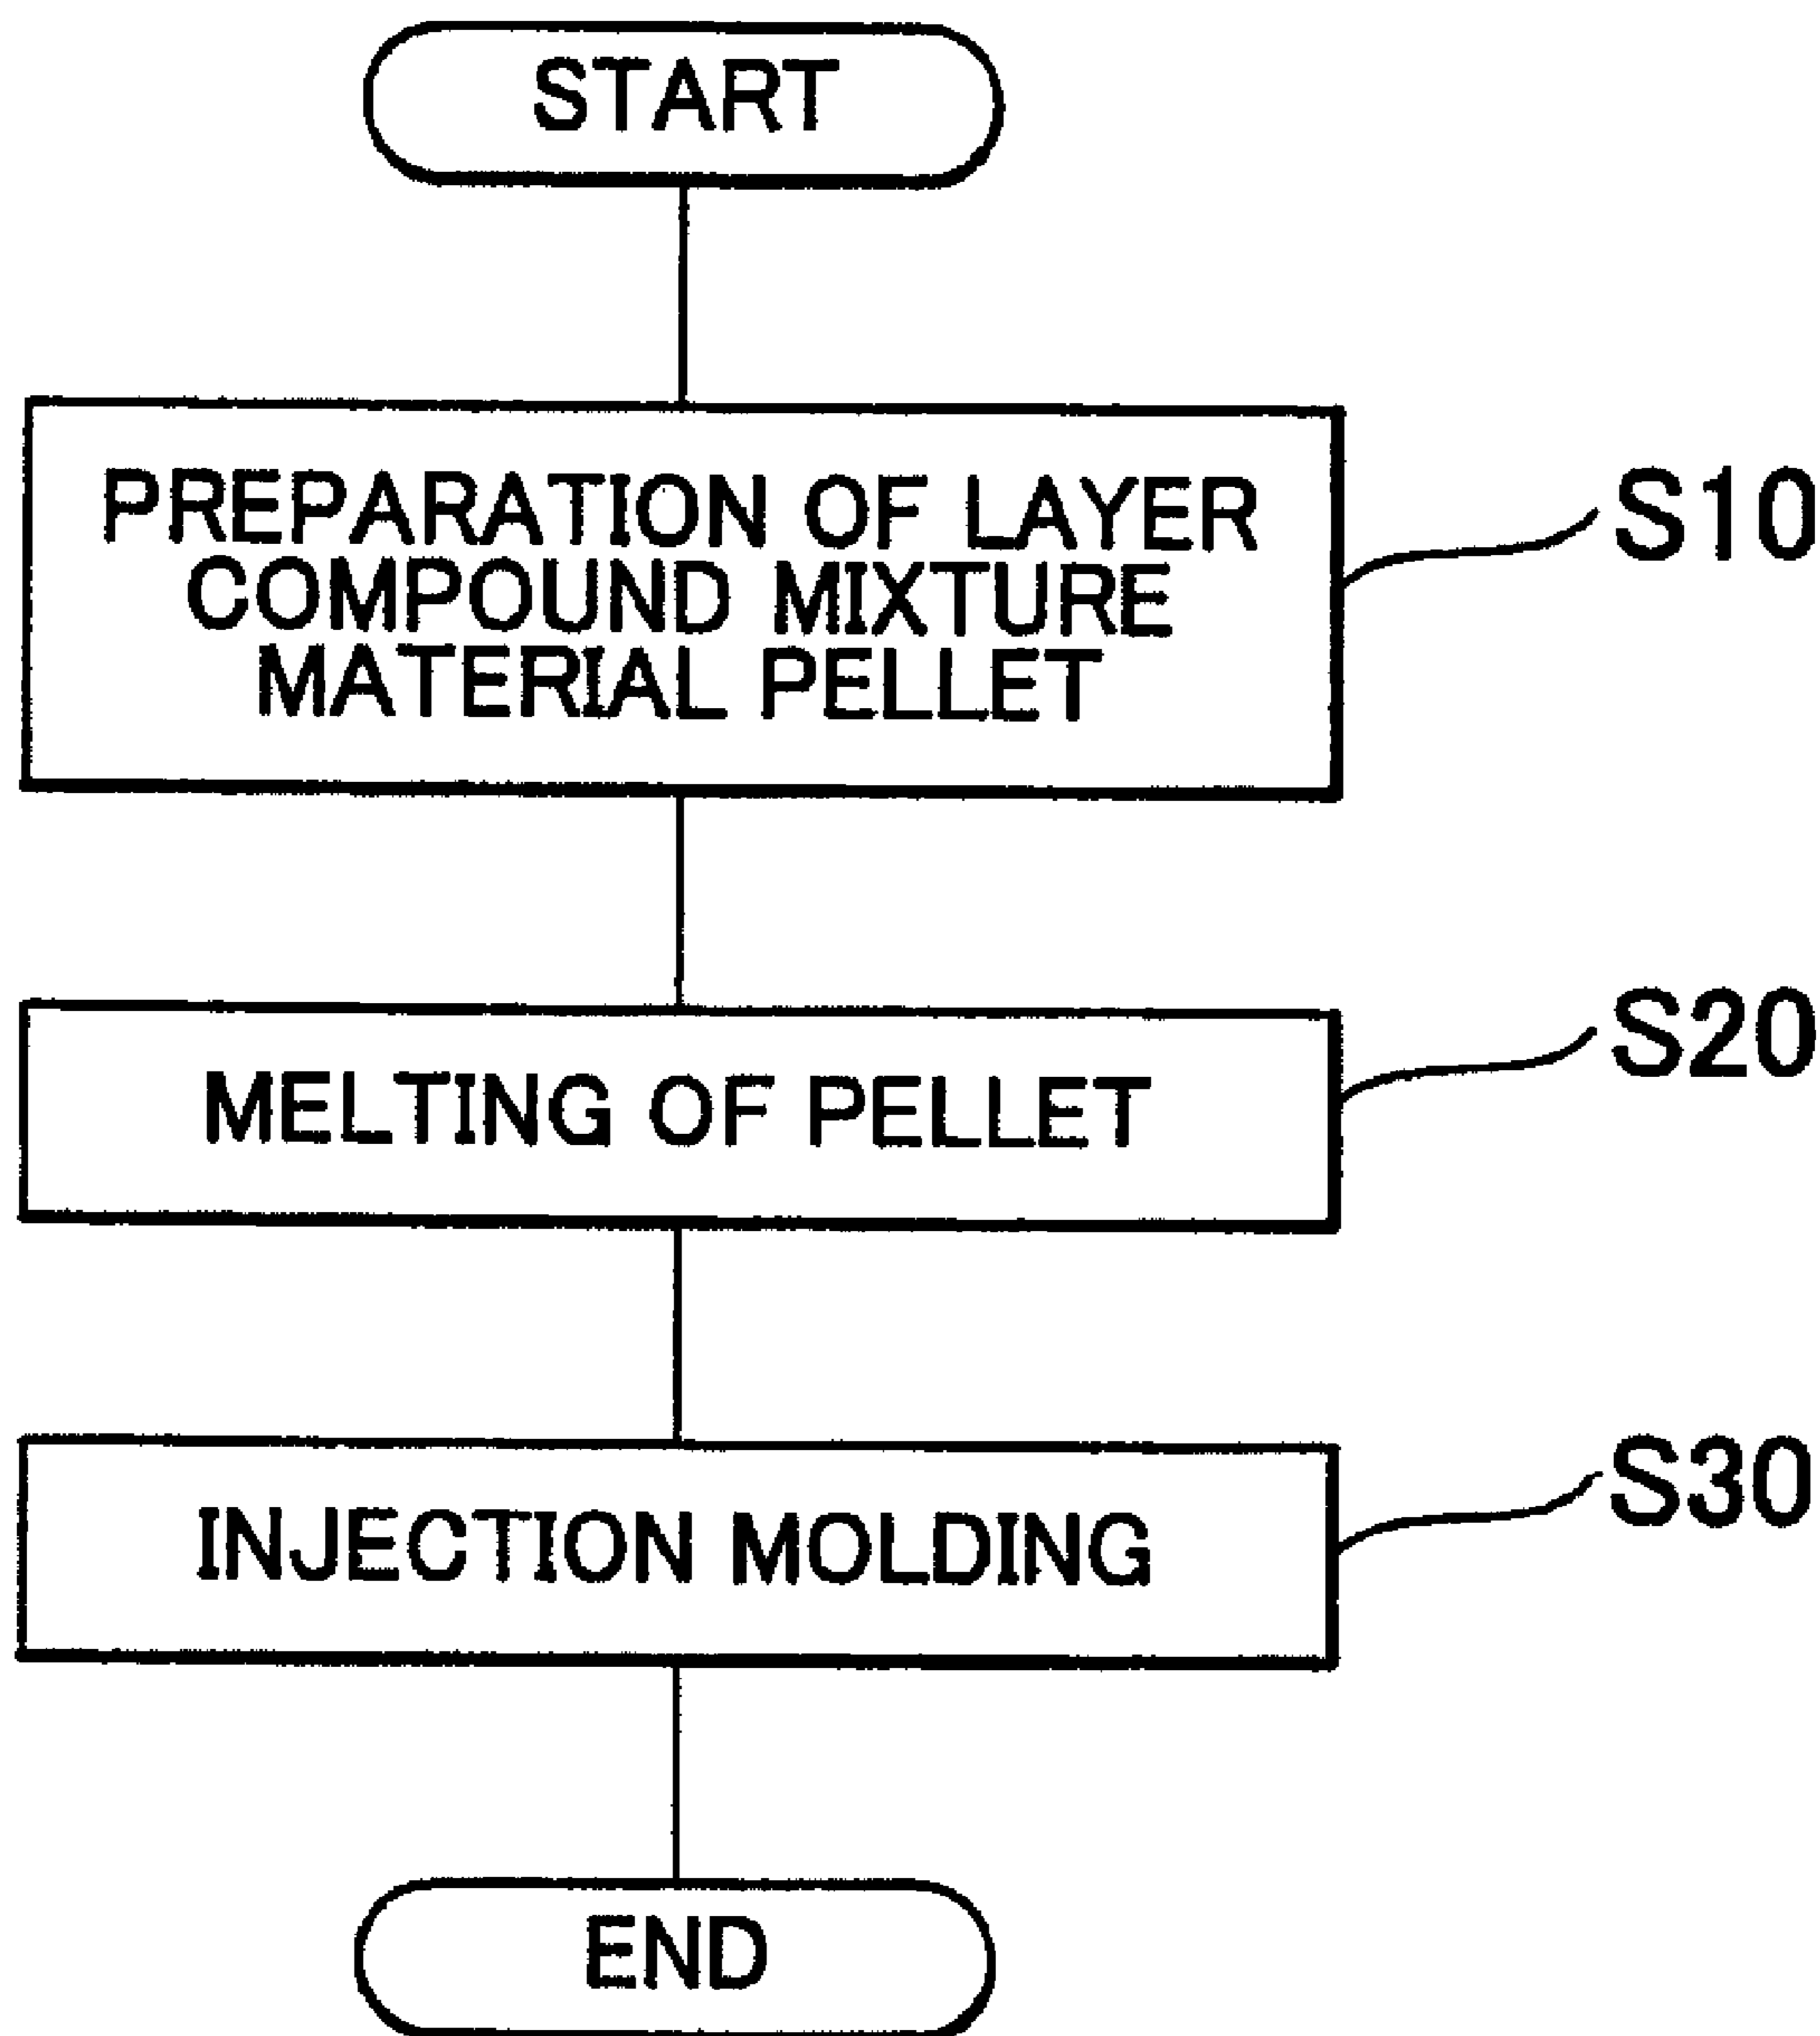 START
PREPARATION OF LAYER
COMPOUND MIXTURE
MATERIAL PELLET
S10
MELTING OF PELLET
S20
INJECTION MOLDING
S30
END